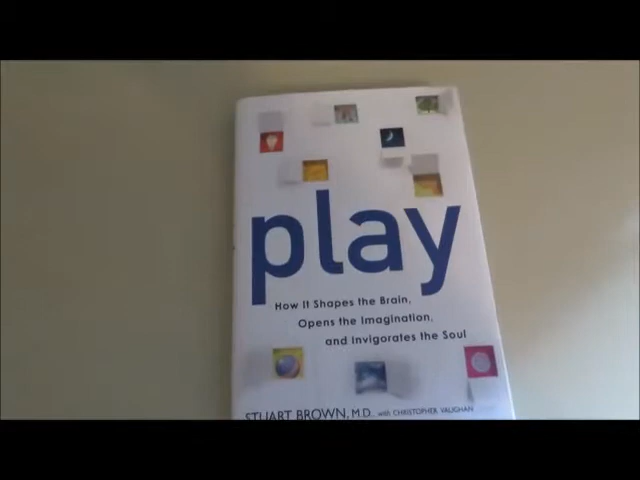 play
How It Shapes the Brain,
Opens the Imagination,
and Invigorates the Soul
STUART BROWN, M.D., with CHRISTOPHER VAUGHAN